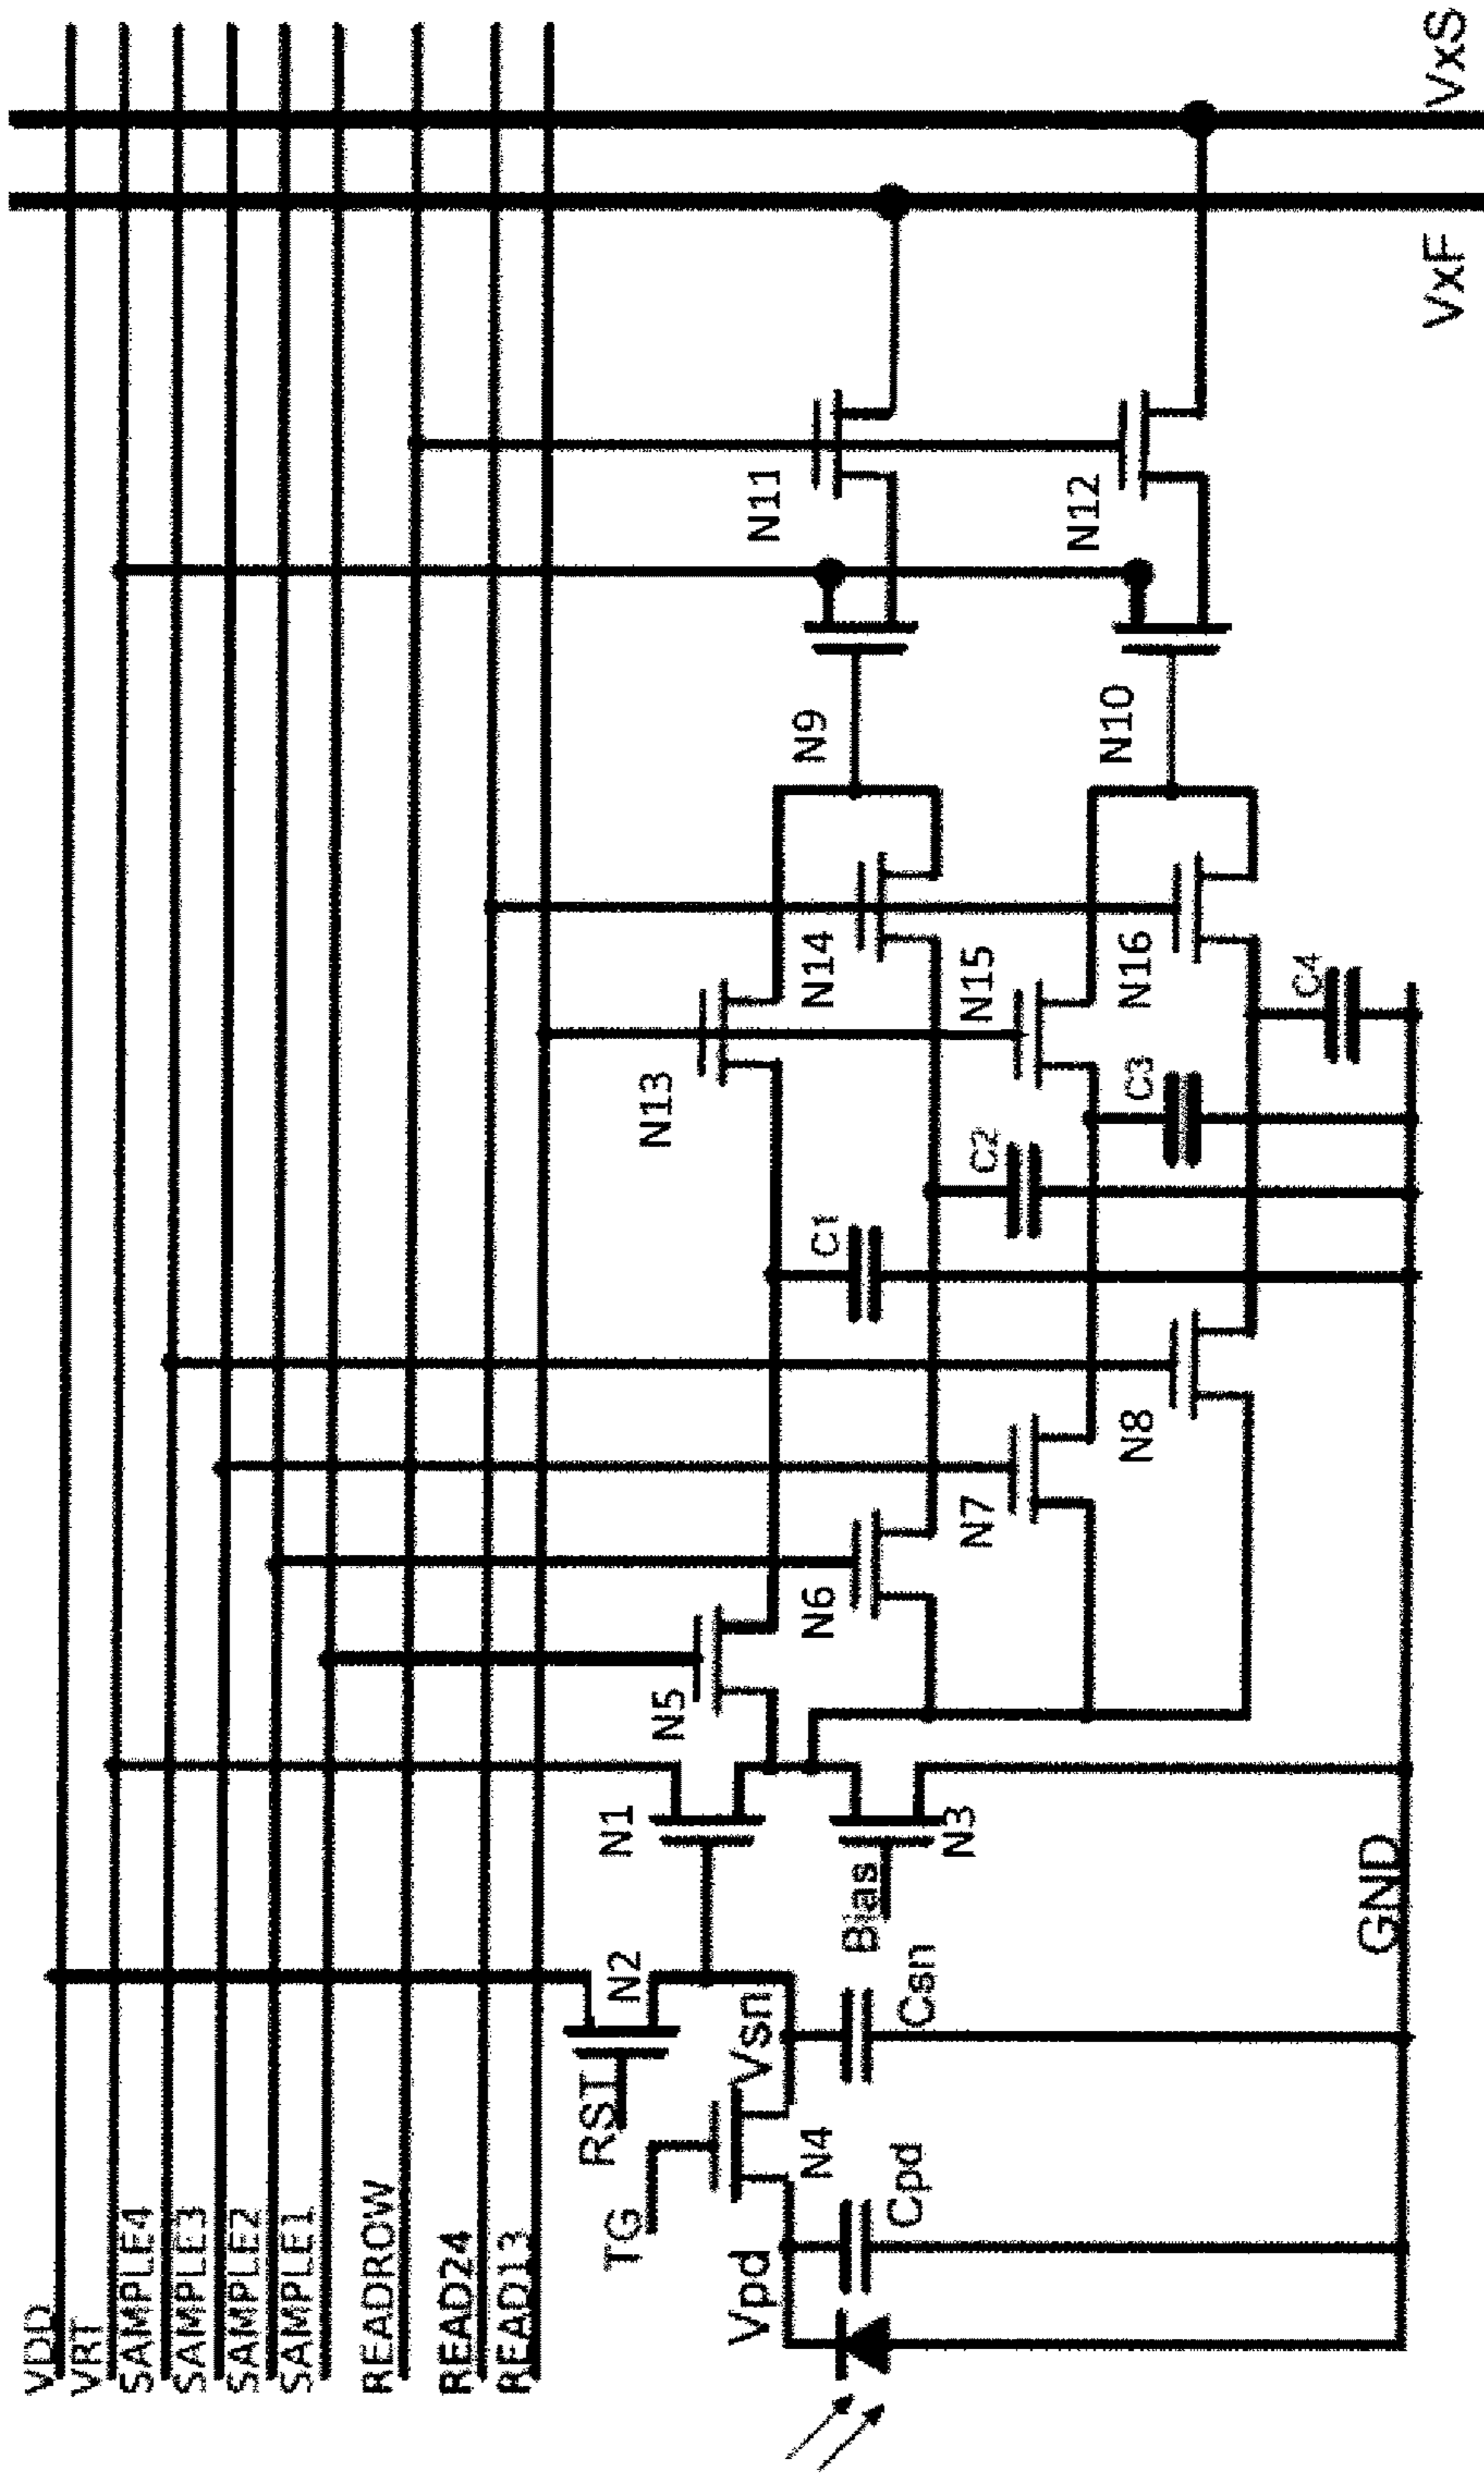 VDD
VRT
SAMPLE4
SAMPLE3
SAMPLE2
SAMPLE1
READROW
READ24
READ13
RST
TG
N2
Vsn
N4
Vpd
Cpd
Csn
N1
Bias
N3
GND
N5
N6
N7
N8
C1
C2
C3
C4
N13
N14
N15
N16
N9
N10
N11
N12
VxF
VxS